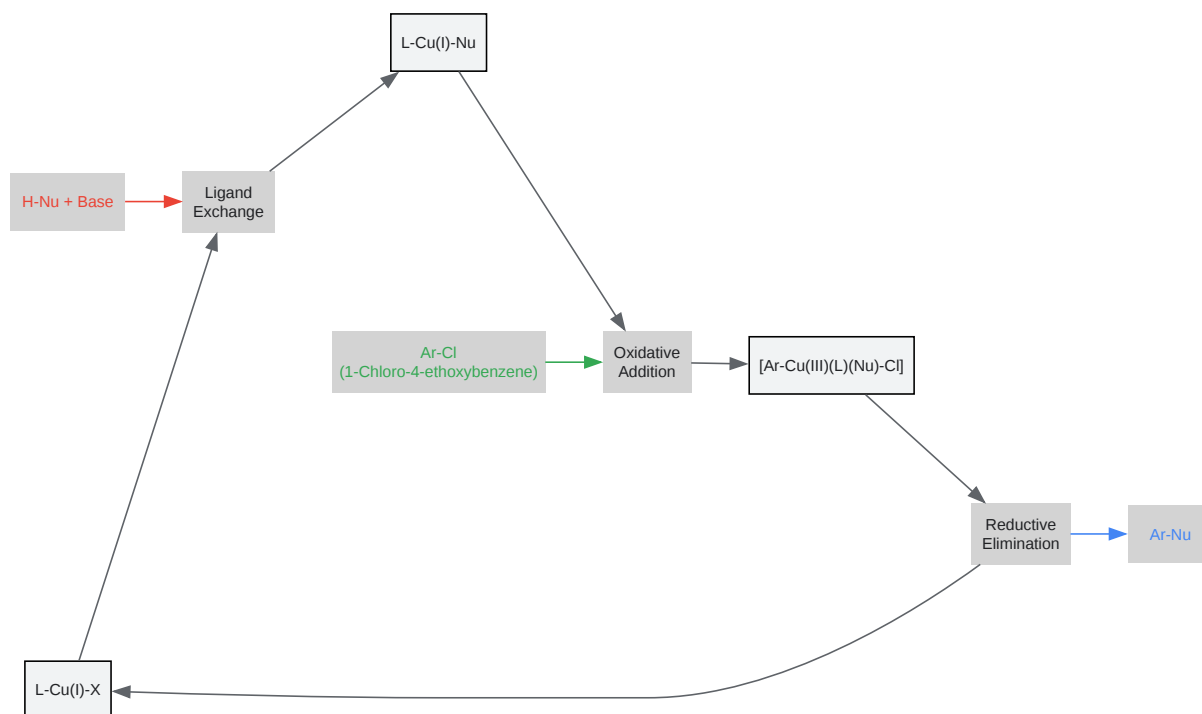 L-Cu(I)-Nu
H-Nu + Base
Ligand
Exchange
Ar-Cl
(1-Chloro-4-ethoxybenzene)
Oxidative
Addition
[Ar-Cu(III)(L)(Nu)-Cl]
Reductive
Elimination
Ar-Nu
L-Cu(I)-X